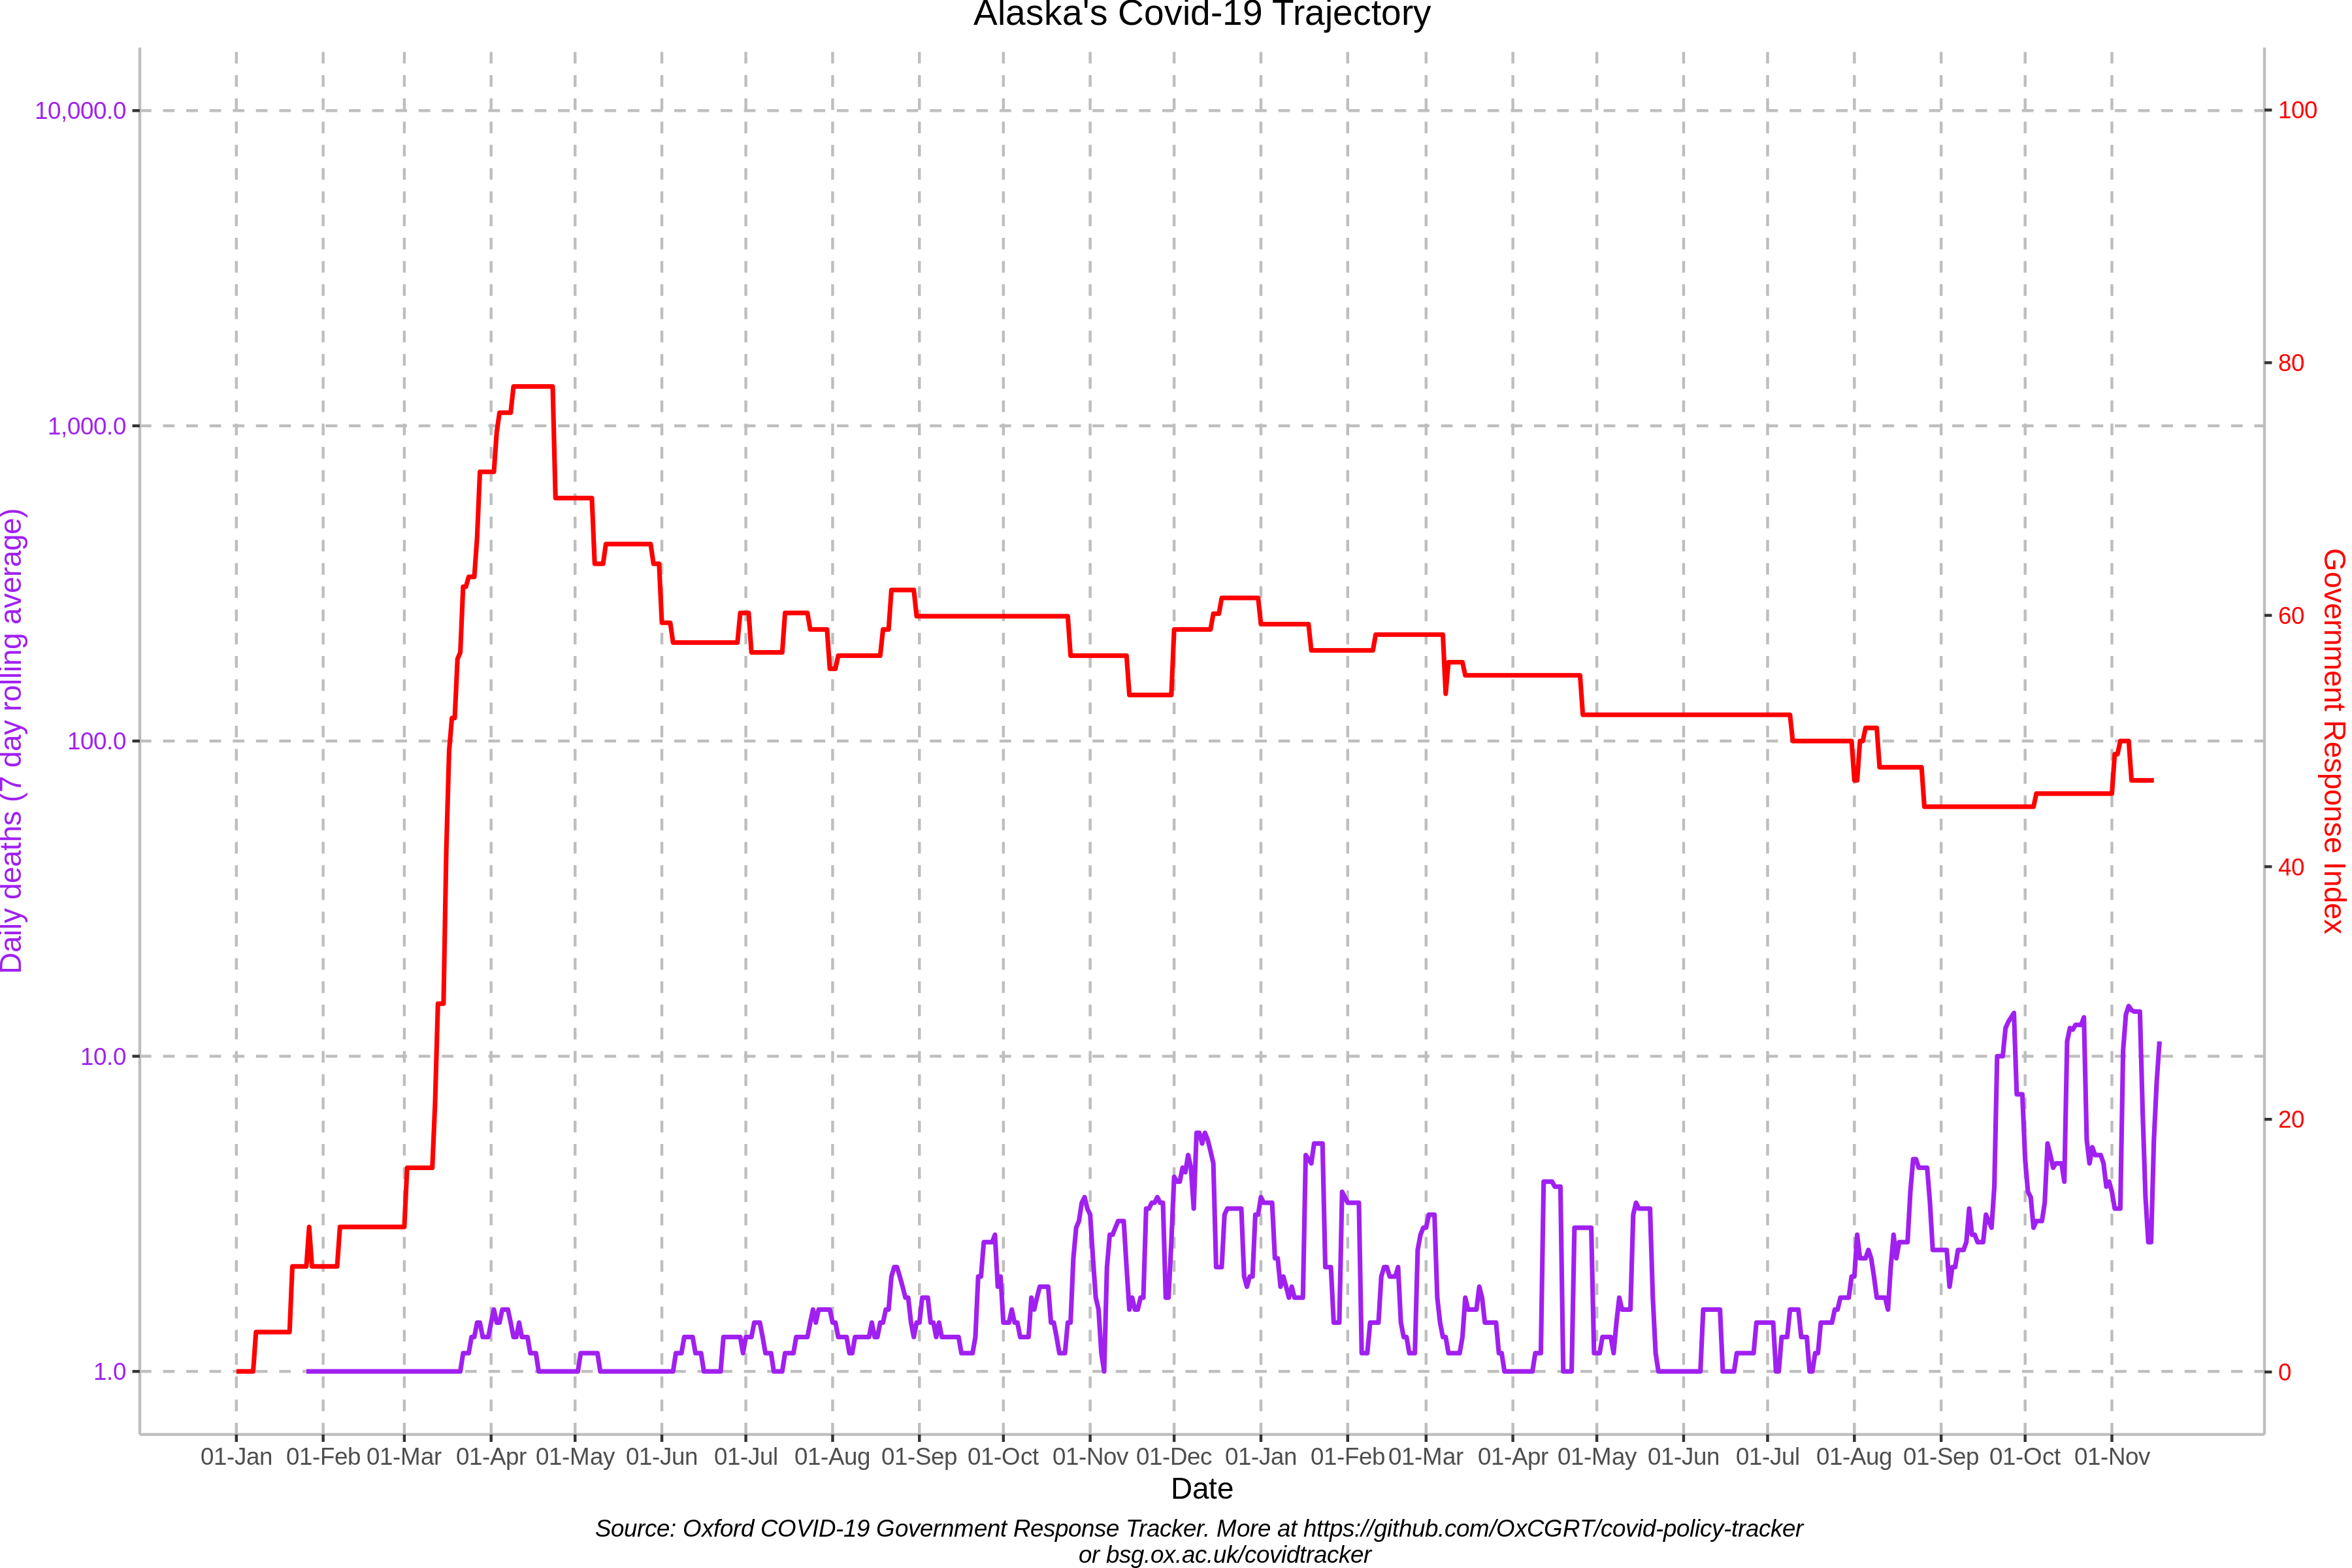 Alaska's Covid-19 Trajectory
10,000.0
1,000.0
100.0
10.0
1.0
Daily deaths (7 day rolling average)
100
80
60
40
20
0
Government Response Index
01-Jan 01-Feb 01-Mar 01-Apr 01-May 01-Jun 01-Jul 01-Aug 01-Sep 01-Oct 01-Nov 01-Dec 01-Jan 01-Feb 01-Mar 01-Apr 01-May 01-Jun 01-Jul 01-Aug 01-Sep 01-Oct 01-Nov
Date
Source: Oxford COVID-19 Government Response Tracker. More at https://github.com/OxCGRT/covid-policy-tracker
or bsg.ox.ac.uk/covidtracker